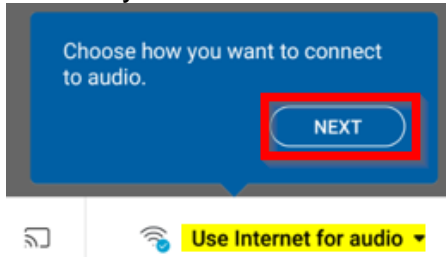 Choose how you want to connect
to audio.
NEXT
Use Internet for audio